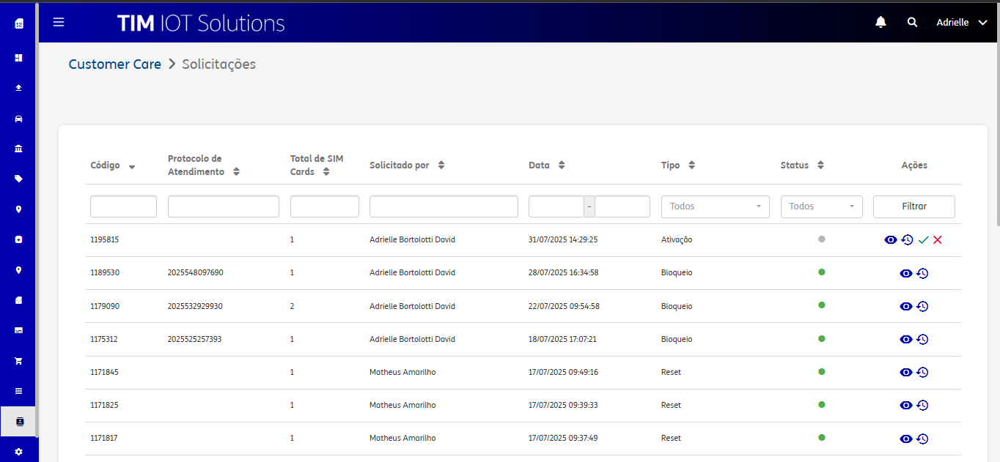 TIM IOT Solutions
Adrielle
Customer Care > Solicitações
Código Protocolo de Atendimento Total de SIM Cards Solicitado por Data Tipo Status Ações
- Todos Todos Filtrar
1195815 1 Adrielle Bortolotti David 31/07/2025 14:29:25 Ativação
1189530 2025548097690 1 Adrielle Bortolotti David 28/07/2025 16:34:58 Bloqueio
1179090 2025532929930 2 Adrielle Bortolotti David 22/07/2025 09:54:58 Bloqueio
1175312 2025525257393 1 Adrielle Bortolotti David 18/07/2025 17:07:21 Bloqueio
1171845 1 Matheus Amarilho 17/07/2025 09:49:16 Reset
1171825 1 Matheus Amarilho 17/07/2025 09:39:33 Reset
1171817 1 Matheus Amarilho 17/07/2025 09:37:49 Reset